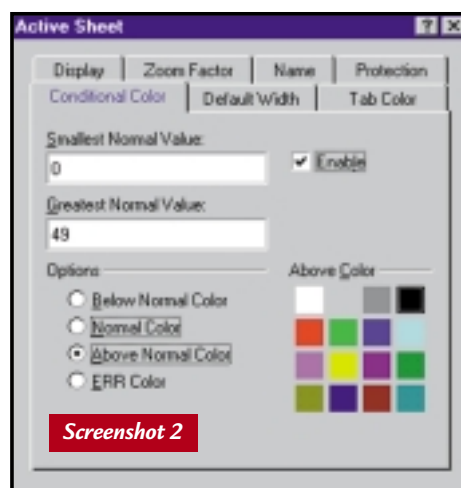 Active Sheet
Display Zoom Factor Name Protection
Conditional Color Default Width Tab Color
Smallest Normal Value:
0
Enable
Greatest Normal Value:
49
Options
Above Color
Below Normal Color
Normal Color
Above Normal Color
ERR Color
Screenshot 2